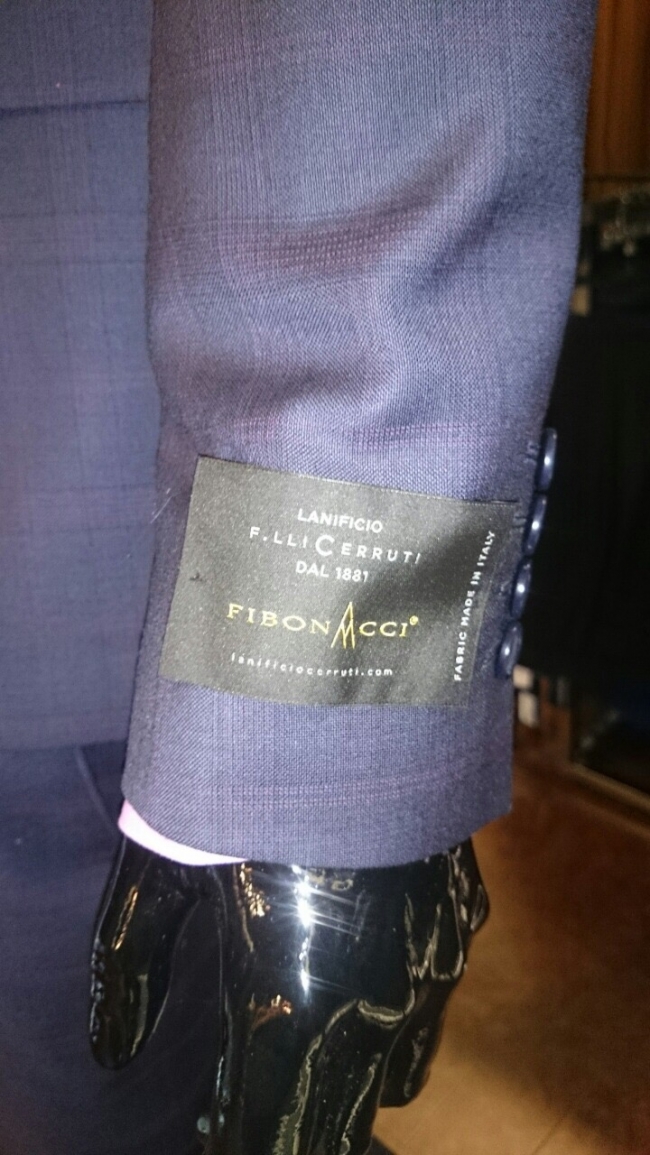 LANIFICIO
F.LLI CERRUTI
DAL 1881
FIBONACCI®
lanificiocerruti.com
FABRIC MADE IN ITALY